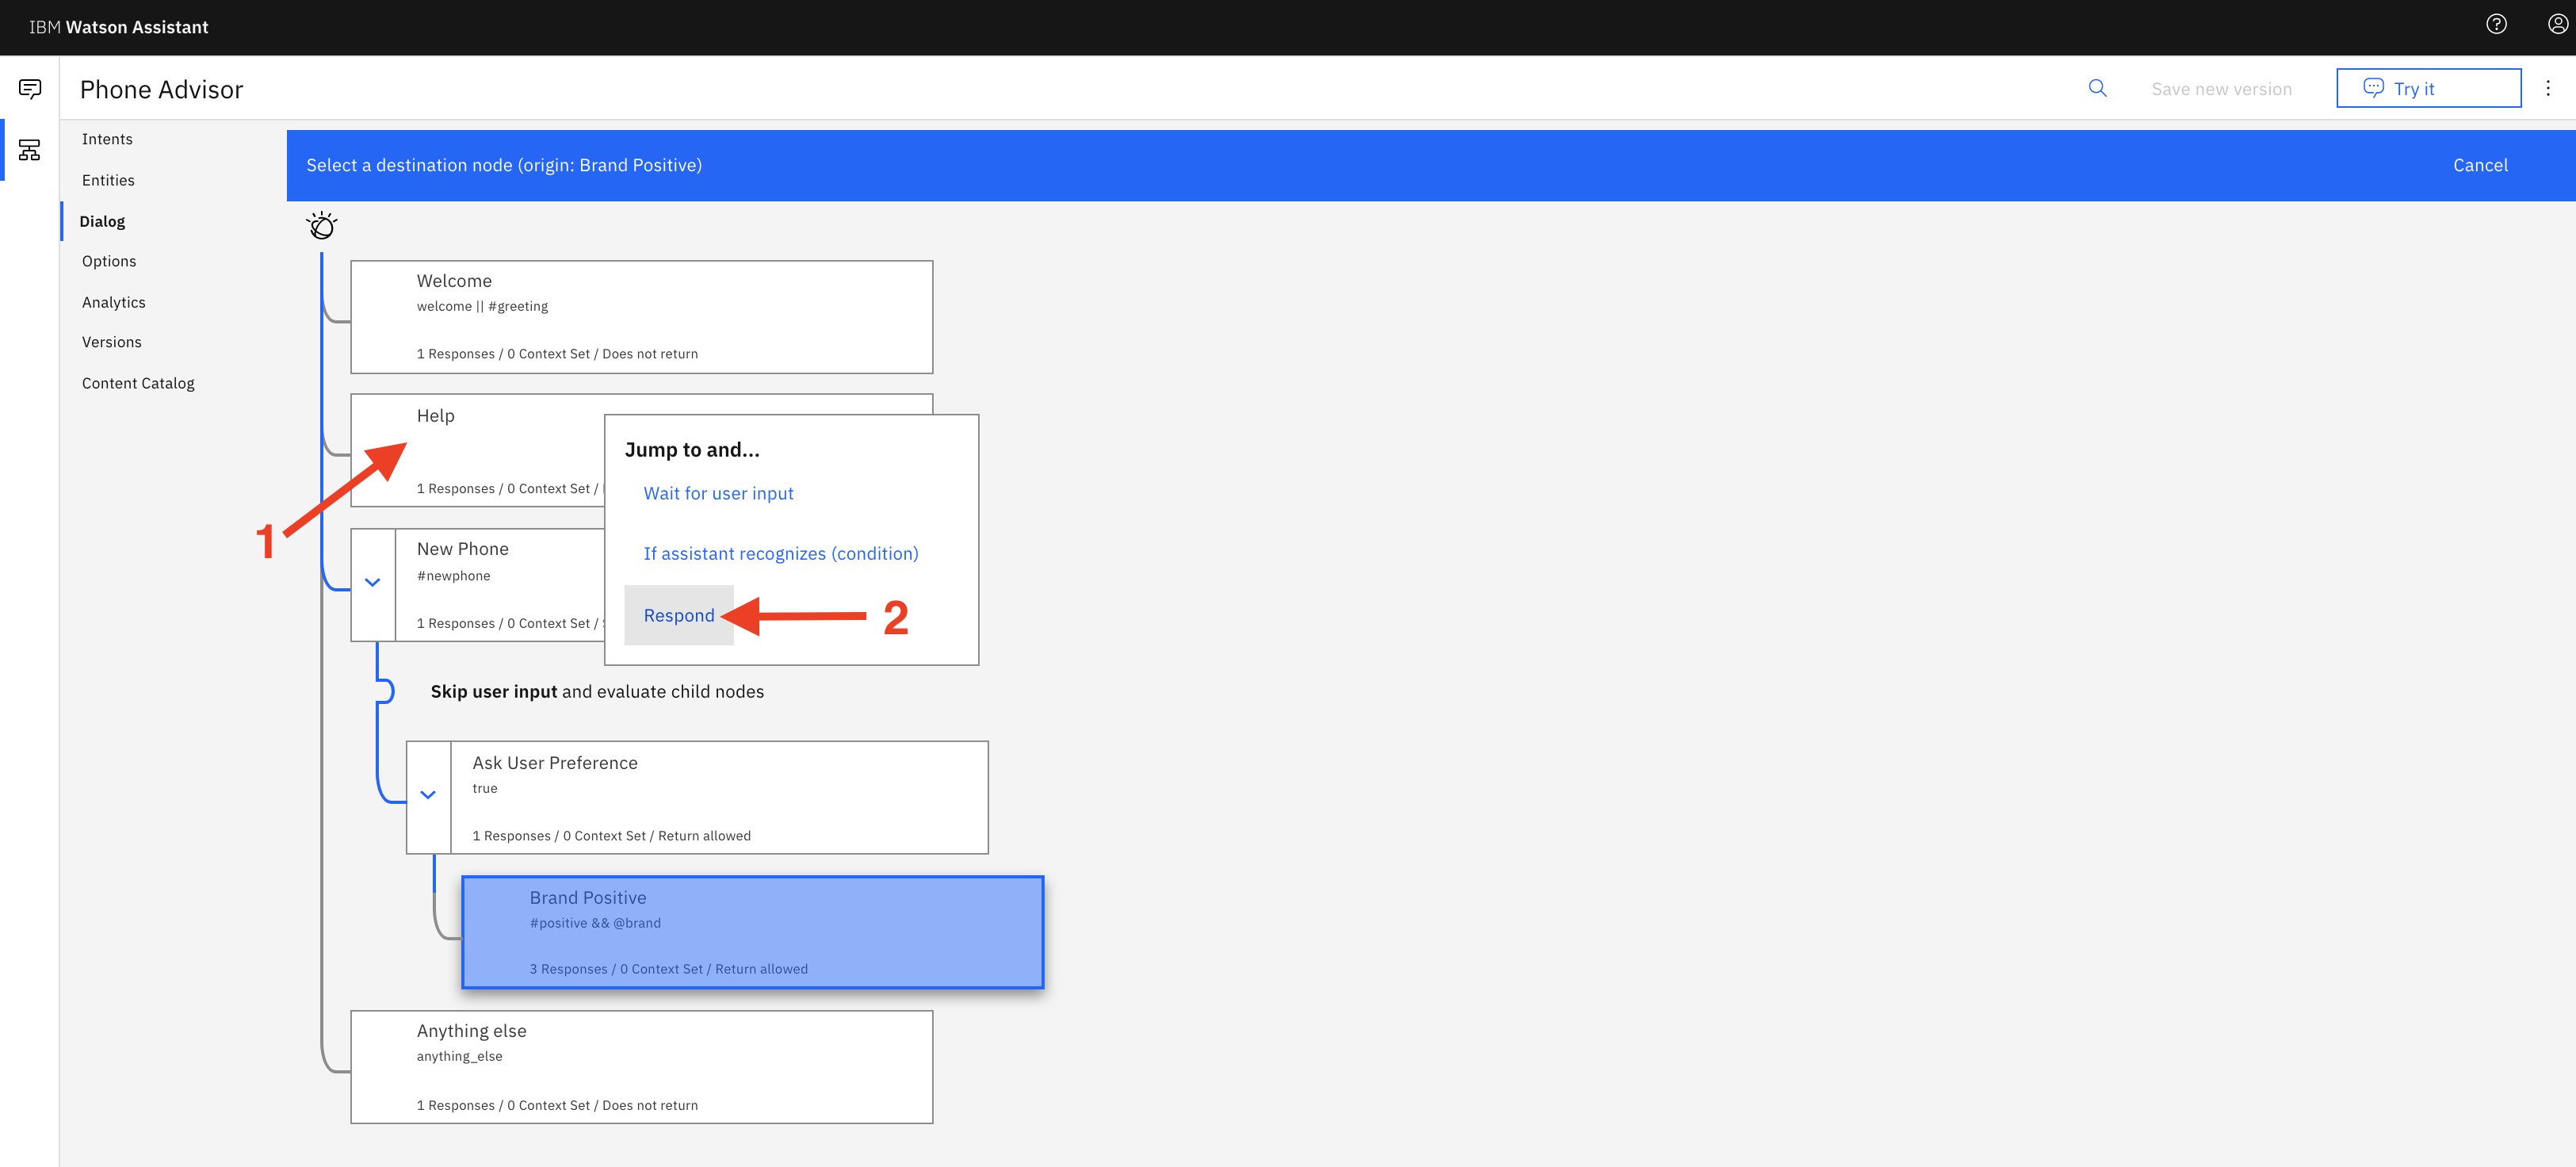 IBM Watson Assistant
Phone Advisor
Save new version
Try it
Intents
Entities
Dialog
Options
Analytics
Versions
Content Catalog
Select a destination node (origin: Brand Positive)
Cancel
Welcome
welcome || #greeting
1 Responses / 0 Context Set / Does not return
Help
1 Responses / 0 Context Set /
1
New Phone
#newphone
1 Responses / 0 Context Set /
Jump to and...
Wait for user input
If assistant recognizes (condition)
Respond
2
Skip user input and evaluate child nodes
Ask User Preference
true
1 Responses / 0 Context Set / Return allowed
Brand Positive
#positive && @brand
3 Responses / 0 Context Set / Return allowed
Anything else
anything_else
1 Responses / 0 Context Set / Does not return